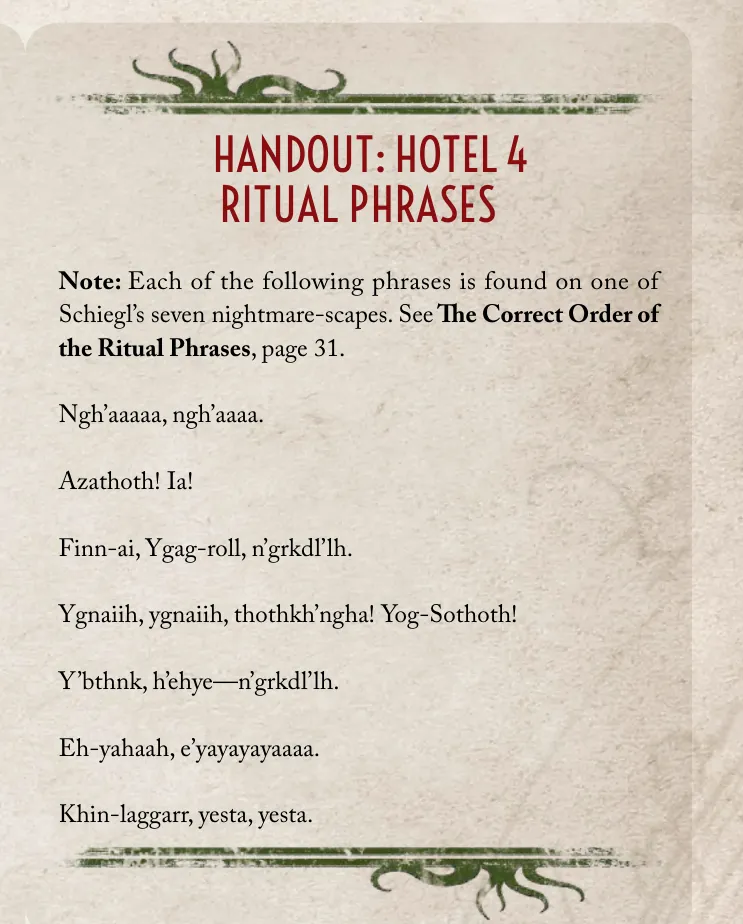 HANDOUT: HOTEL 4
RITUAL PHRASES
Note: Each of the following phrases is found on one of
Schiegl’s seven nightmare-scapes. See The Correct Order of
the Ritual Phrases, page 31.
Ngh’aaaaa, ngh’aaaa.
Azathoth! Ia!
Finn-ai, Ygag-roll, n’grkdl’lh.
Ygnaiih, ygnaiih, thothkh’ngha! Yog-Sothoth!
Y’bthnk, h’ehye—n’grkdl’lh.
Eh-yahaah, e’yayayayaaaa.
Khin-laggarr, yesta, yesta.